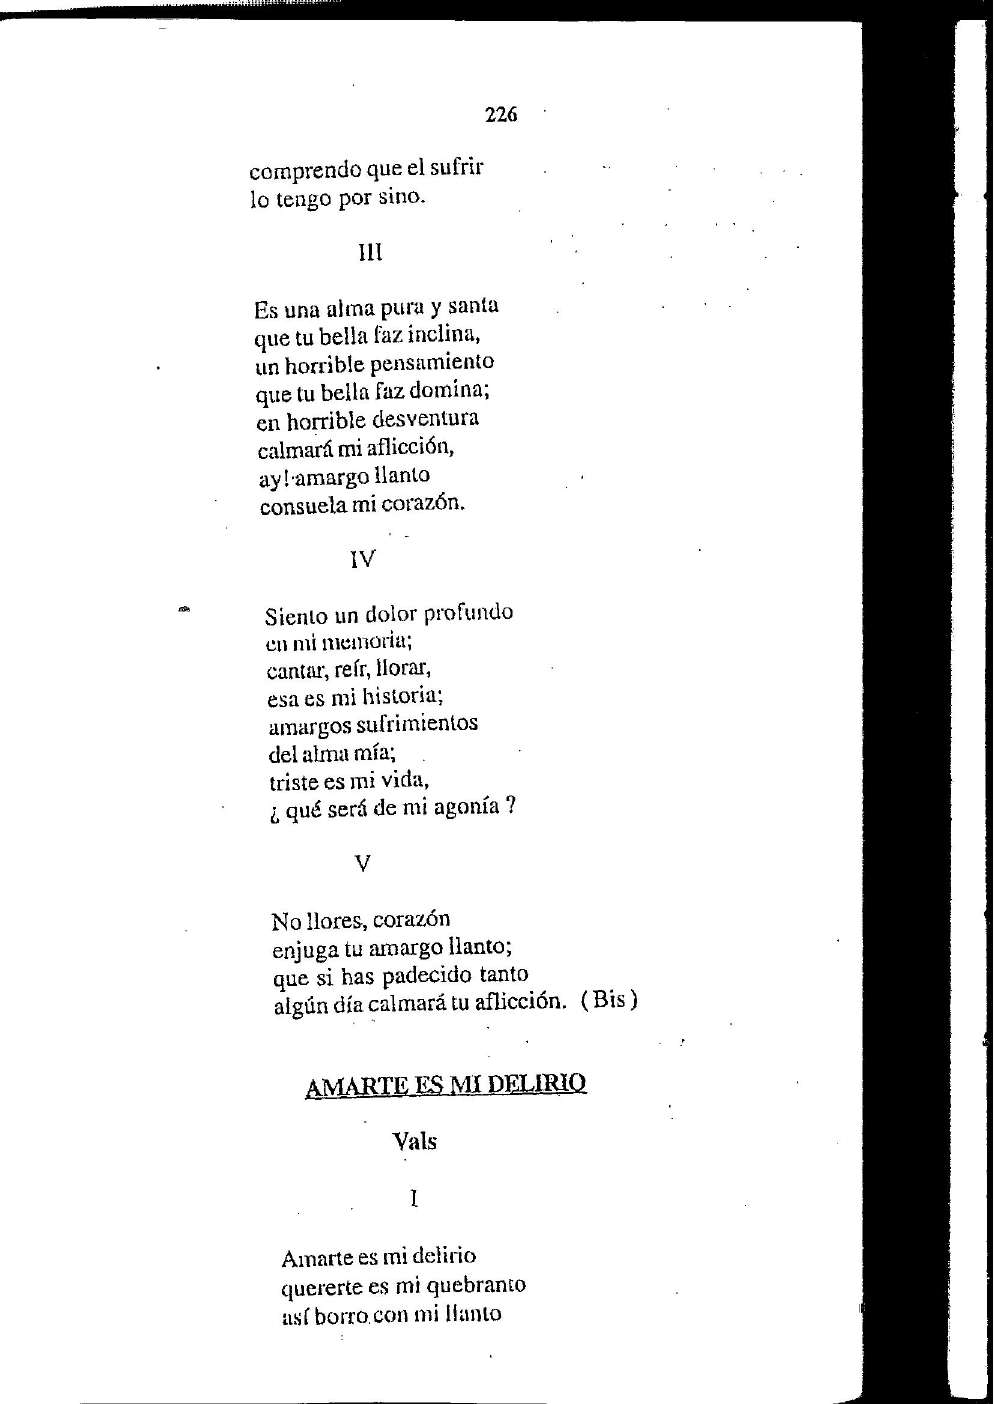 226
comprendo que el sufrir
lo tengo por sino.
III
Es una alma pura y santa
que tu bella faz inclina,
un horrible pensamiento
que tu bella faz domina;
en horrible desventura
calmará mi aflicción,
ay! amargo llanto
consuela mi corazón.
IV
Siento un dolor profundo
en mi memoria;
cantar, reír, llorar,
esa es mi historia;
amargos sufrimientos
del alma mía;
triste es mi vida,
¿ qué será de mi agonía ?
V
No llores, corazón
enjuga tu amargo llanto;
que si has padecido tanto
algún día calmará tu aflicción. ( Bis )
AMARTE ES MI DELIRIO
Vals
I
Amarte es mi delirio
quererte es mi quebranto
así borro con mi llanto